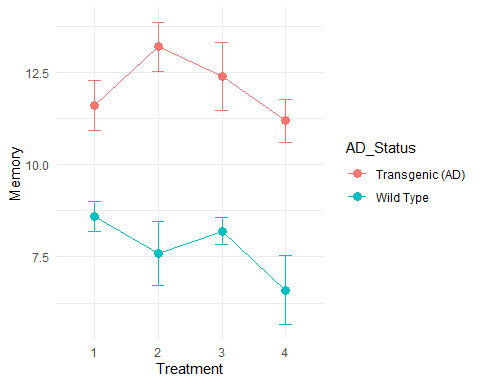 12.5
10.0
7.5
Memory
1 2 3 4
Treatment
AD_Status
Transgenic (AD)
Wild Type